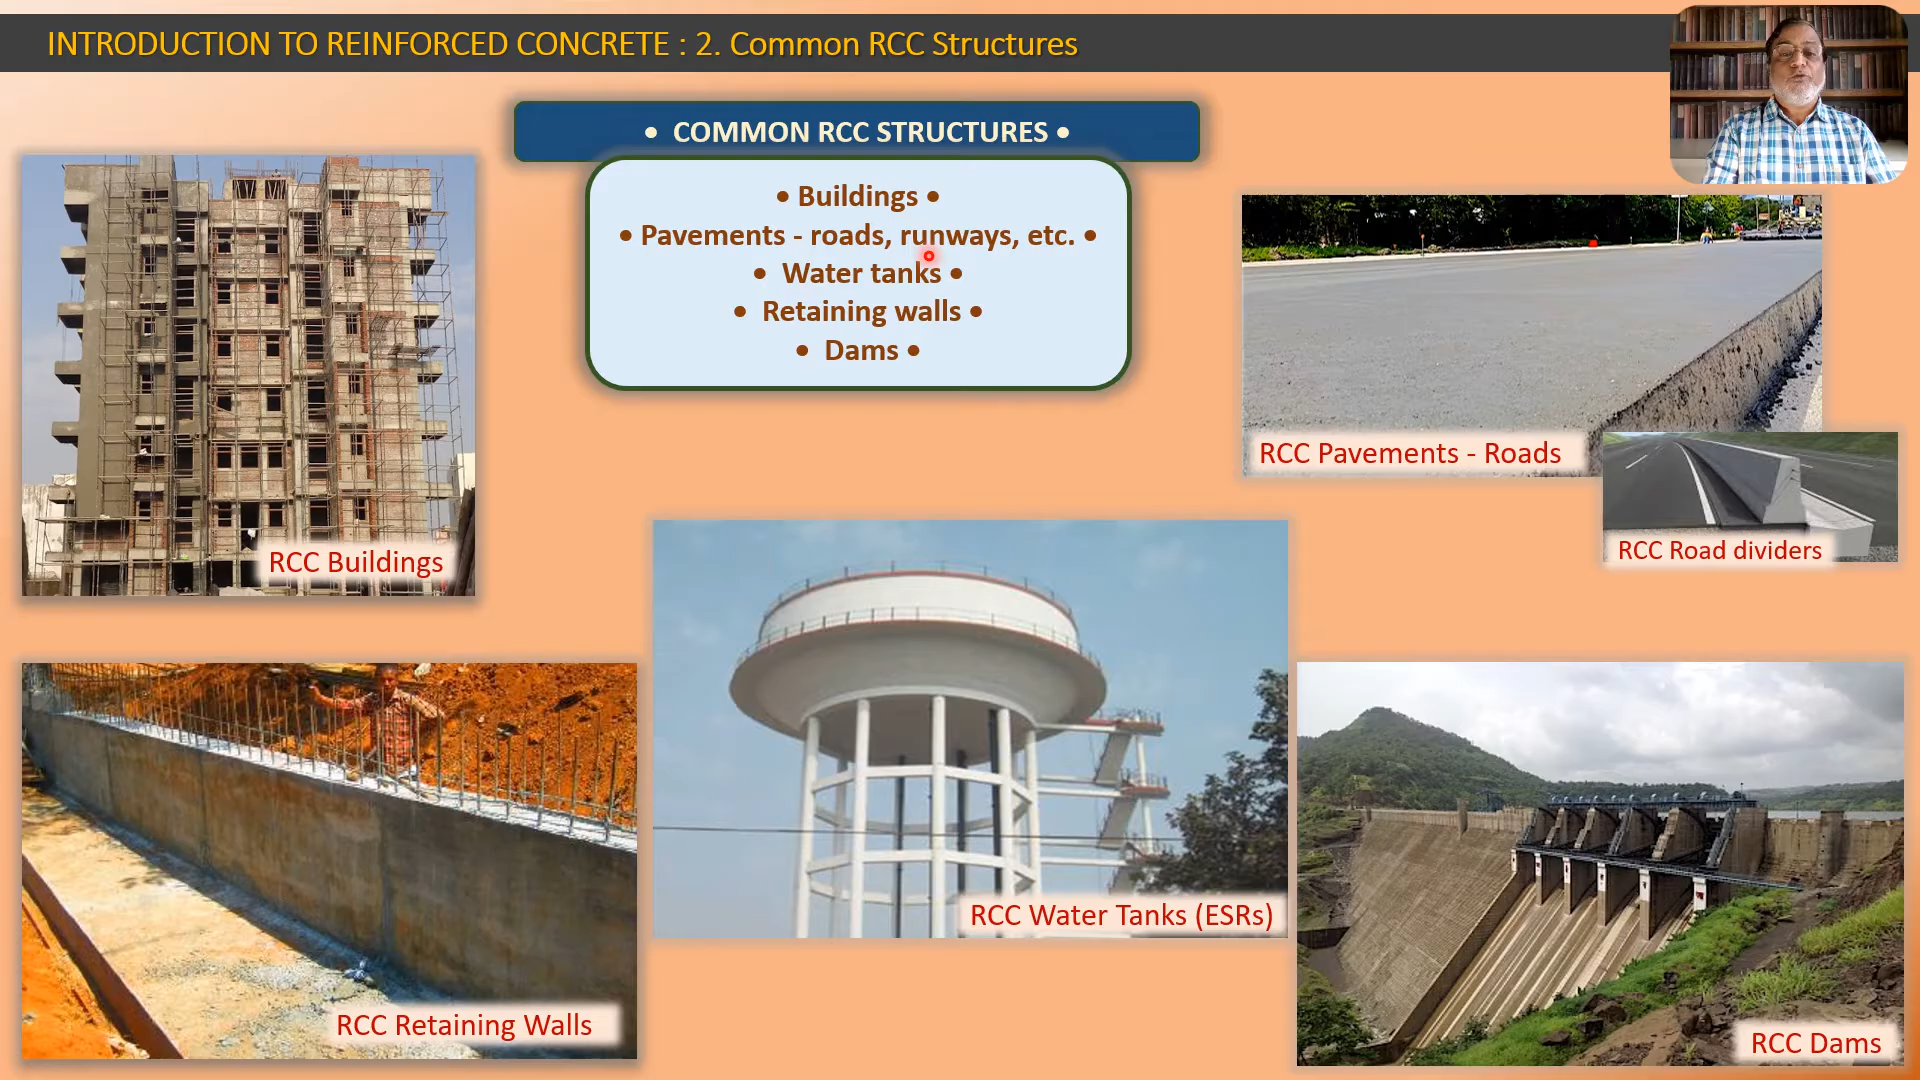 INTRODUCTION TO REINFORCED CONCRETE : 2. Common RCC Structures
• COMMON RCC STRUCTURES •
• Buildings •
• Pavements - roads, runways, etc. •
• Water tanks •
• Retaining walls •
• Dams •
RCC Buildings
RCC Pavements - Roads
RCC Road dividers
RCC Water Tanks (ESRs)
RCC Retaining Walls
RCC Dams